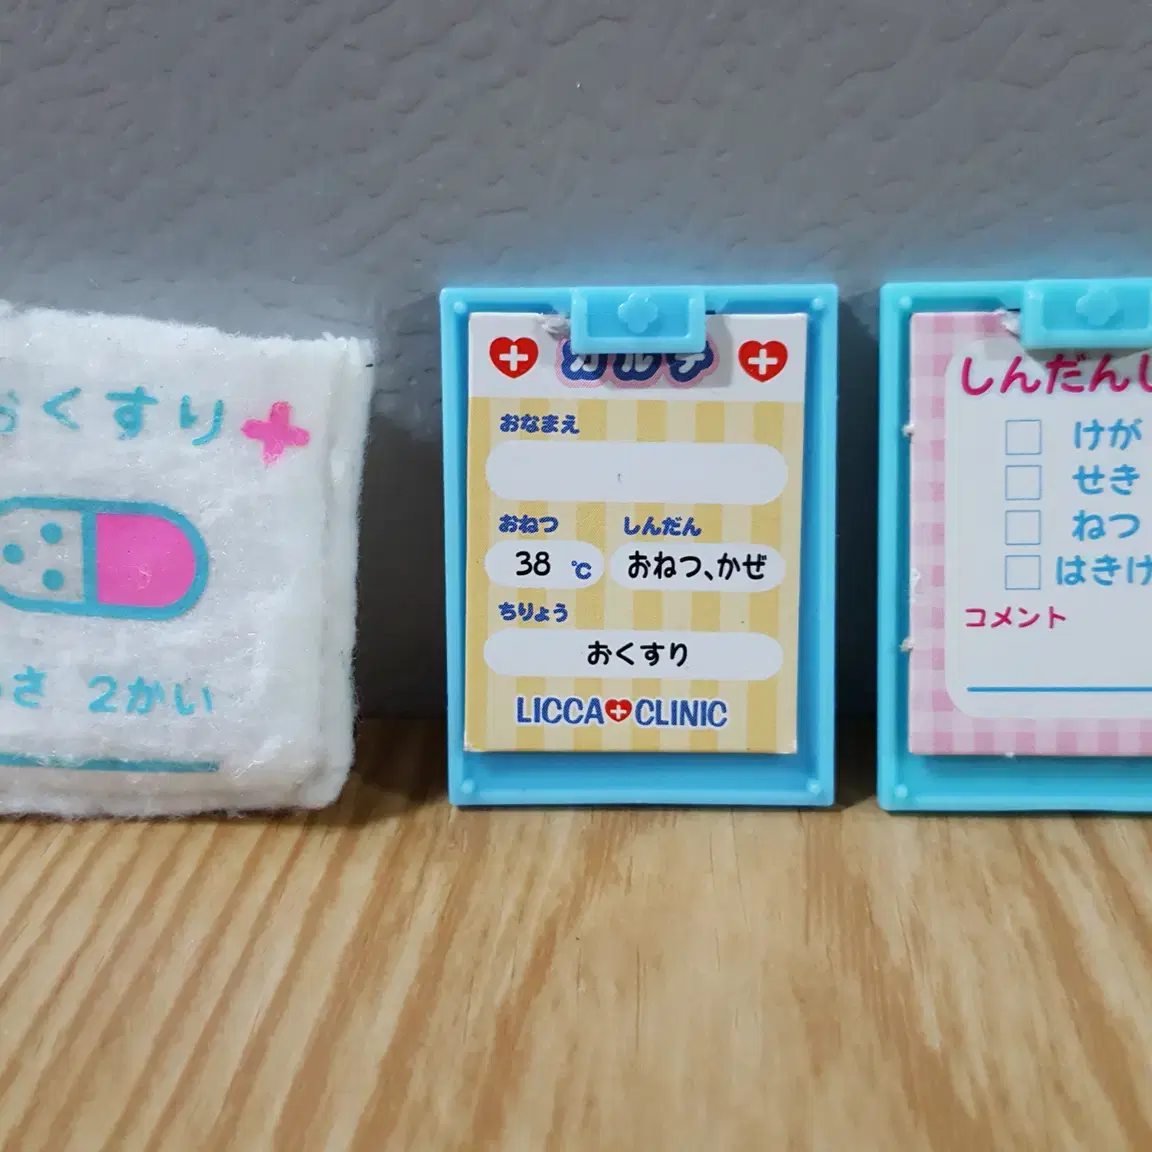 おくすり
さ 2かい
カルテ
おなまえ
おねつ しんだん
38 ℃ おねつ、かぜ
ちりょう
おくすり
LICCA CLINIC
しんだんし
けが
せき
ねつ
はきけ
コメント